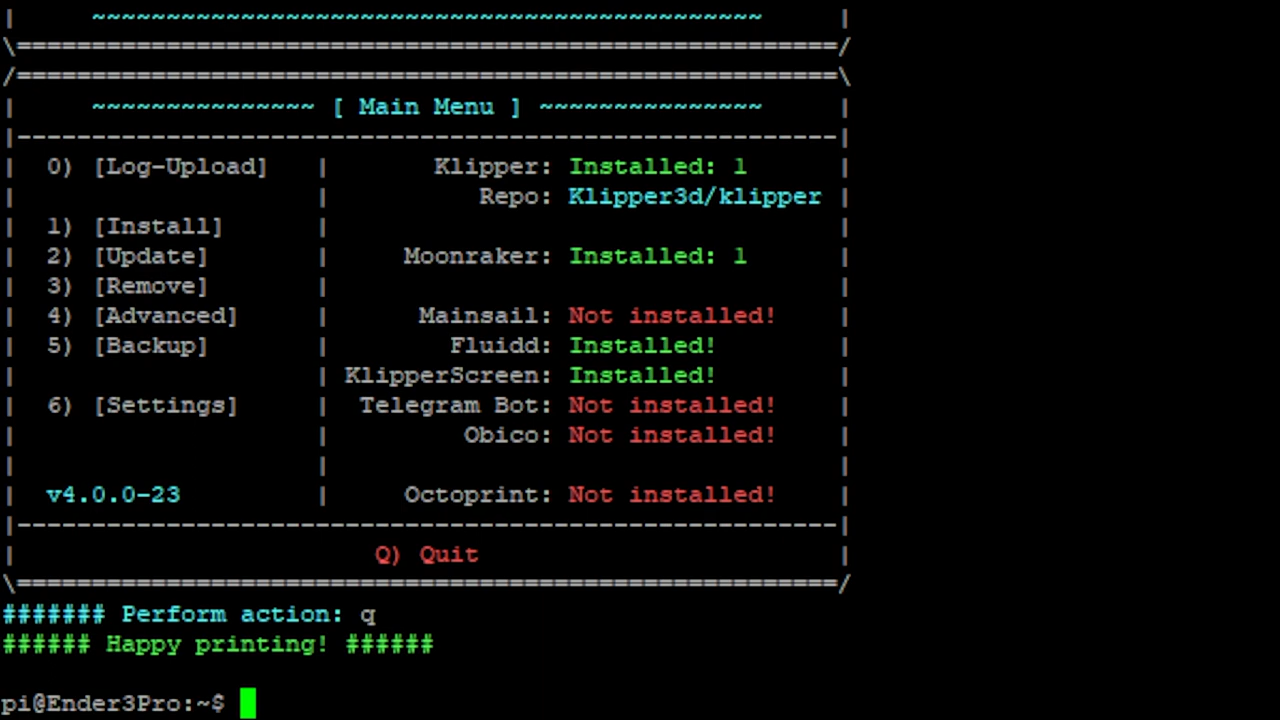 |     ~~~~~~~~~~~~~~~~~~~~~~~~~~~~~~~~~~~~~~~~~~~~~     |
\=======================================================/
/=======================================================\
|     ~~~~~~~~~~~~~~~ [ Main Menu ] ~~~~~~~~~~~~~~~     |
|-------------------------------------------------------|
|  0) [Log-Upload]   |       Klipper: Installed: 1      |
|                    |          Repo: Klipper3d/klipper |
|  1) [Install]      |                                  |
|  2) [Update]       |     Moonraker: Installed: 1      |
|  3) [Remove]       |                                  |
|  4) [Advanced]     |      Mainsail: Not installed!    |
|  5) [Backup]       |        Fluidd: Installed!        |
|                    | KlipperScreen: Installed!        |
|  6) [Settings]     |  Telegram Bot: Not installed!    |
|                    |         Obico: Not installed!    |
|                    |                                  |
|  v4.0.0-23         |     Octoprint: Not installed!    |
|-------------------------------------------------------|
|                        Q) Quit                        |
\=======================================================/
####### Perform action: q
###### Happy printing! ######
pi@Ender3Pro:~$